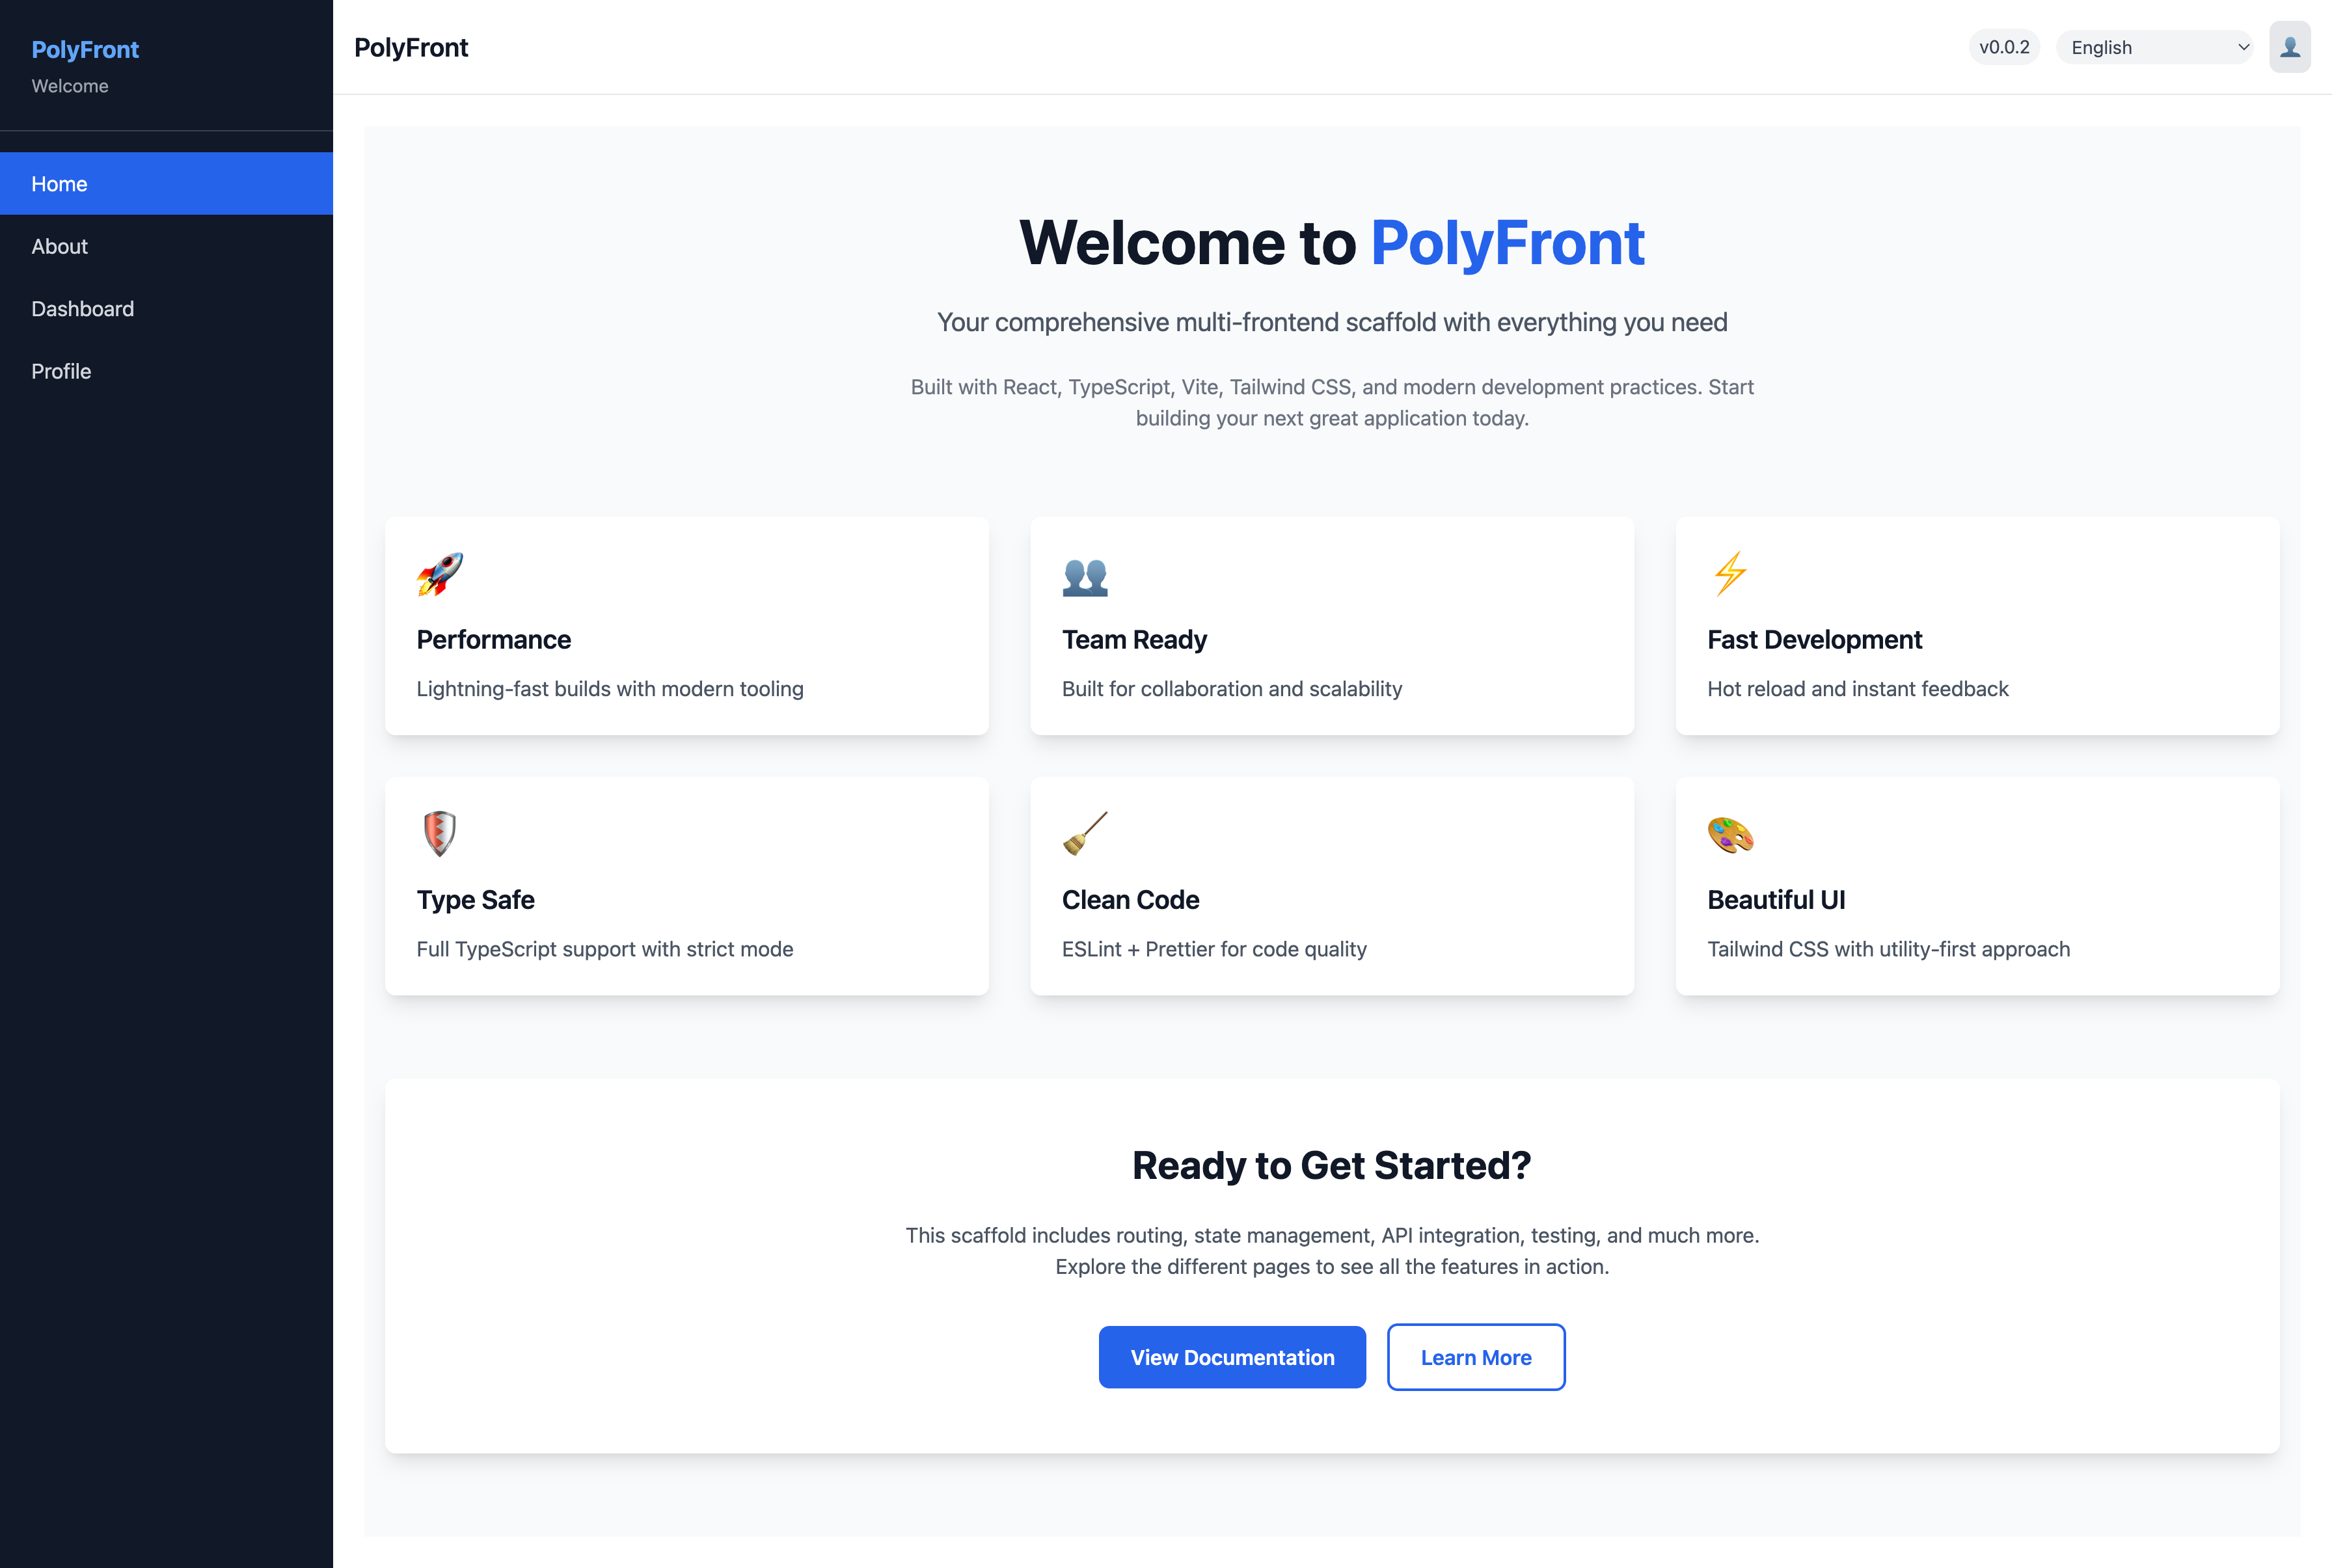 PolyFront
Welcome
Home
About
Dashboard
Profile
PolyFront
v0.0.2
English
Welcome to PolyFront
Your comprehensive multi-frontend scaffold with everything you need
Built with React, TypeScript, Vite, Tailwind CSS, and modern development practices. Start
building your next great application today.
Performance
Lightning-fast builds with modern tooling
Team Ready
Built for collaboration and scalability
Fast Development
Hot reload and instant feedback
Type Safe
Full TypeScript support with strict mode
Clean Code
ESLint + Prettier for code quality
Beautiful UI
Tailwind CSS with utility-first approach
Ready to Get Started?
This scaffold includes routing, state management, API integration, testing, and much more.
Explore the different pages to see all the features in action.
View Documentation
Learn More